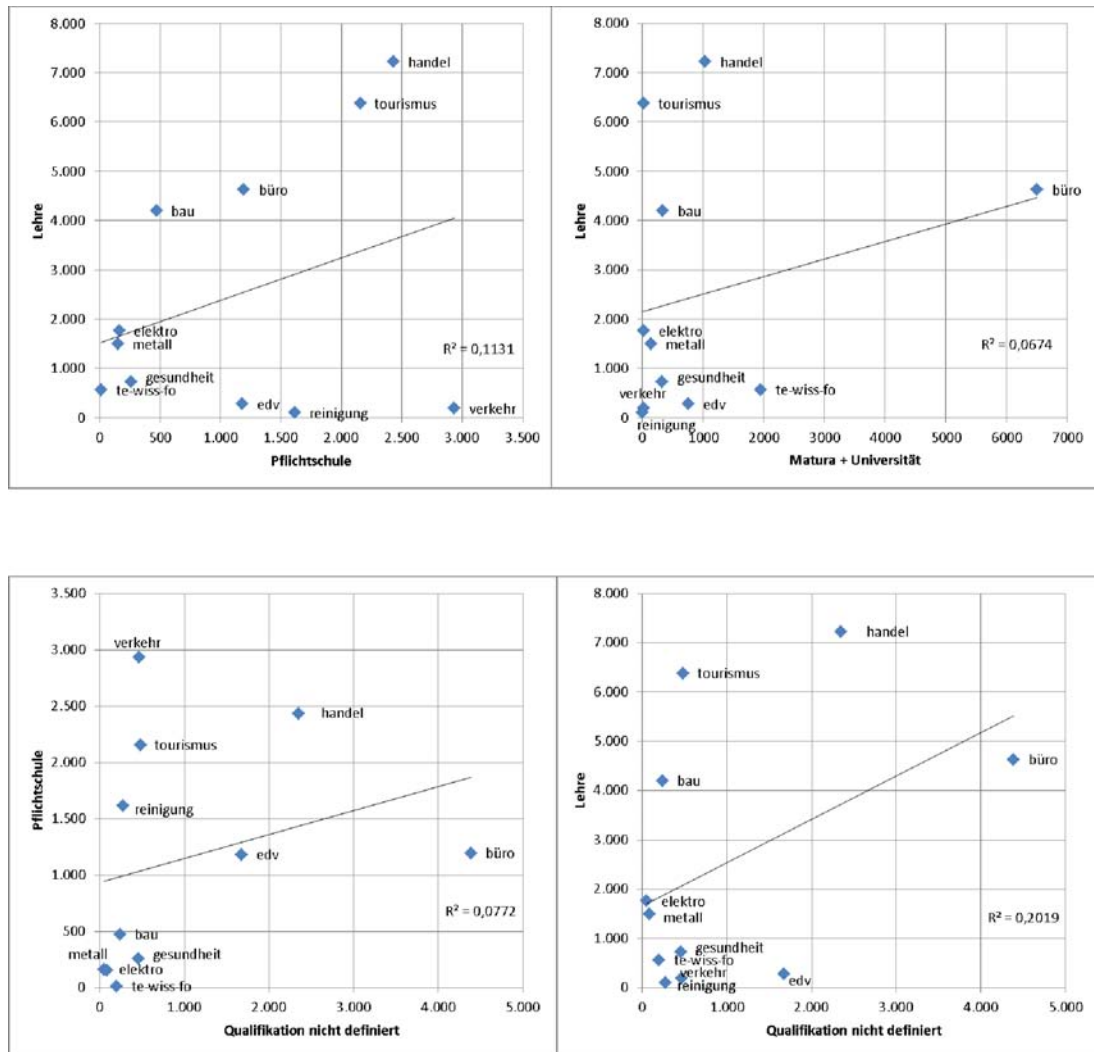 8.000
7.000
6.000
5.000
4.000
3.000
2.000
1.000
0
Lehre
handel
tourismus
büro
bau
elektro
metall
R² = 0,1131
gesundheit
te-wiss-fo
edv
reinigung
verkehr
0 500 1.000 1.500 2.000 2.500 3.000 3.500
Pflichtschule
8.000
7.000
6.000
5.000
4.000
3.000
2.000
1.000
0
Lehre
handel
tourismus
büro
bau
elektro
metall
R² = 0,0674
gesundheit
te-wiss-fo
verkehr
edv
reinigung
0 1000 2000 3000 4000 5000 6000 7000
Matura + Universität
3.500
3.000
2.500
2.000
1.500
1.000
500
0
Pflichtschule
verkehr
handel
tourismus
reinigung
edv
büro
R² = 0,0772
bau
metall
gesundheit
elektro
te-wiss-fo
0 1.000 2.000 3.000 4.000 5.000
Qualifikation nicht definiert
8.000
7.000
6.000
5.000
4.000
3.000
2.000
1.000
0
Lehre
handel
tourismus
büro
bau
elektro
metall
R² = 0,2019
gesundheit
te-wiss-fo
verkehr
edv
reinigung
0 1.000 2.000 3.000 4.000 5.000
Qualifikation nicht definiert